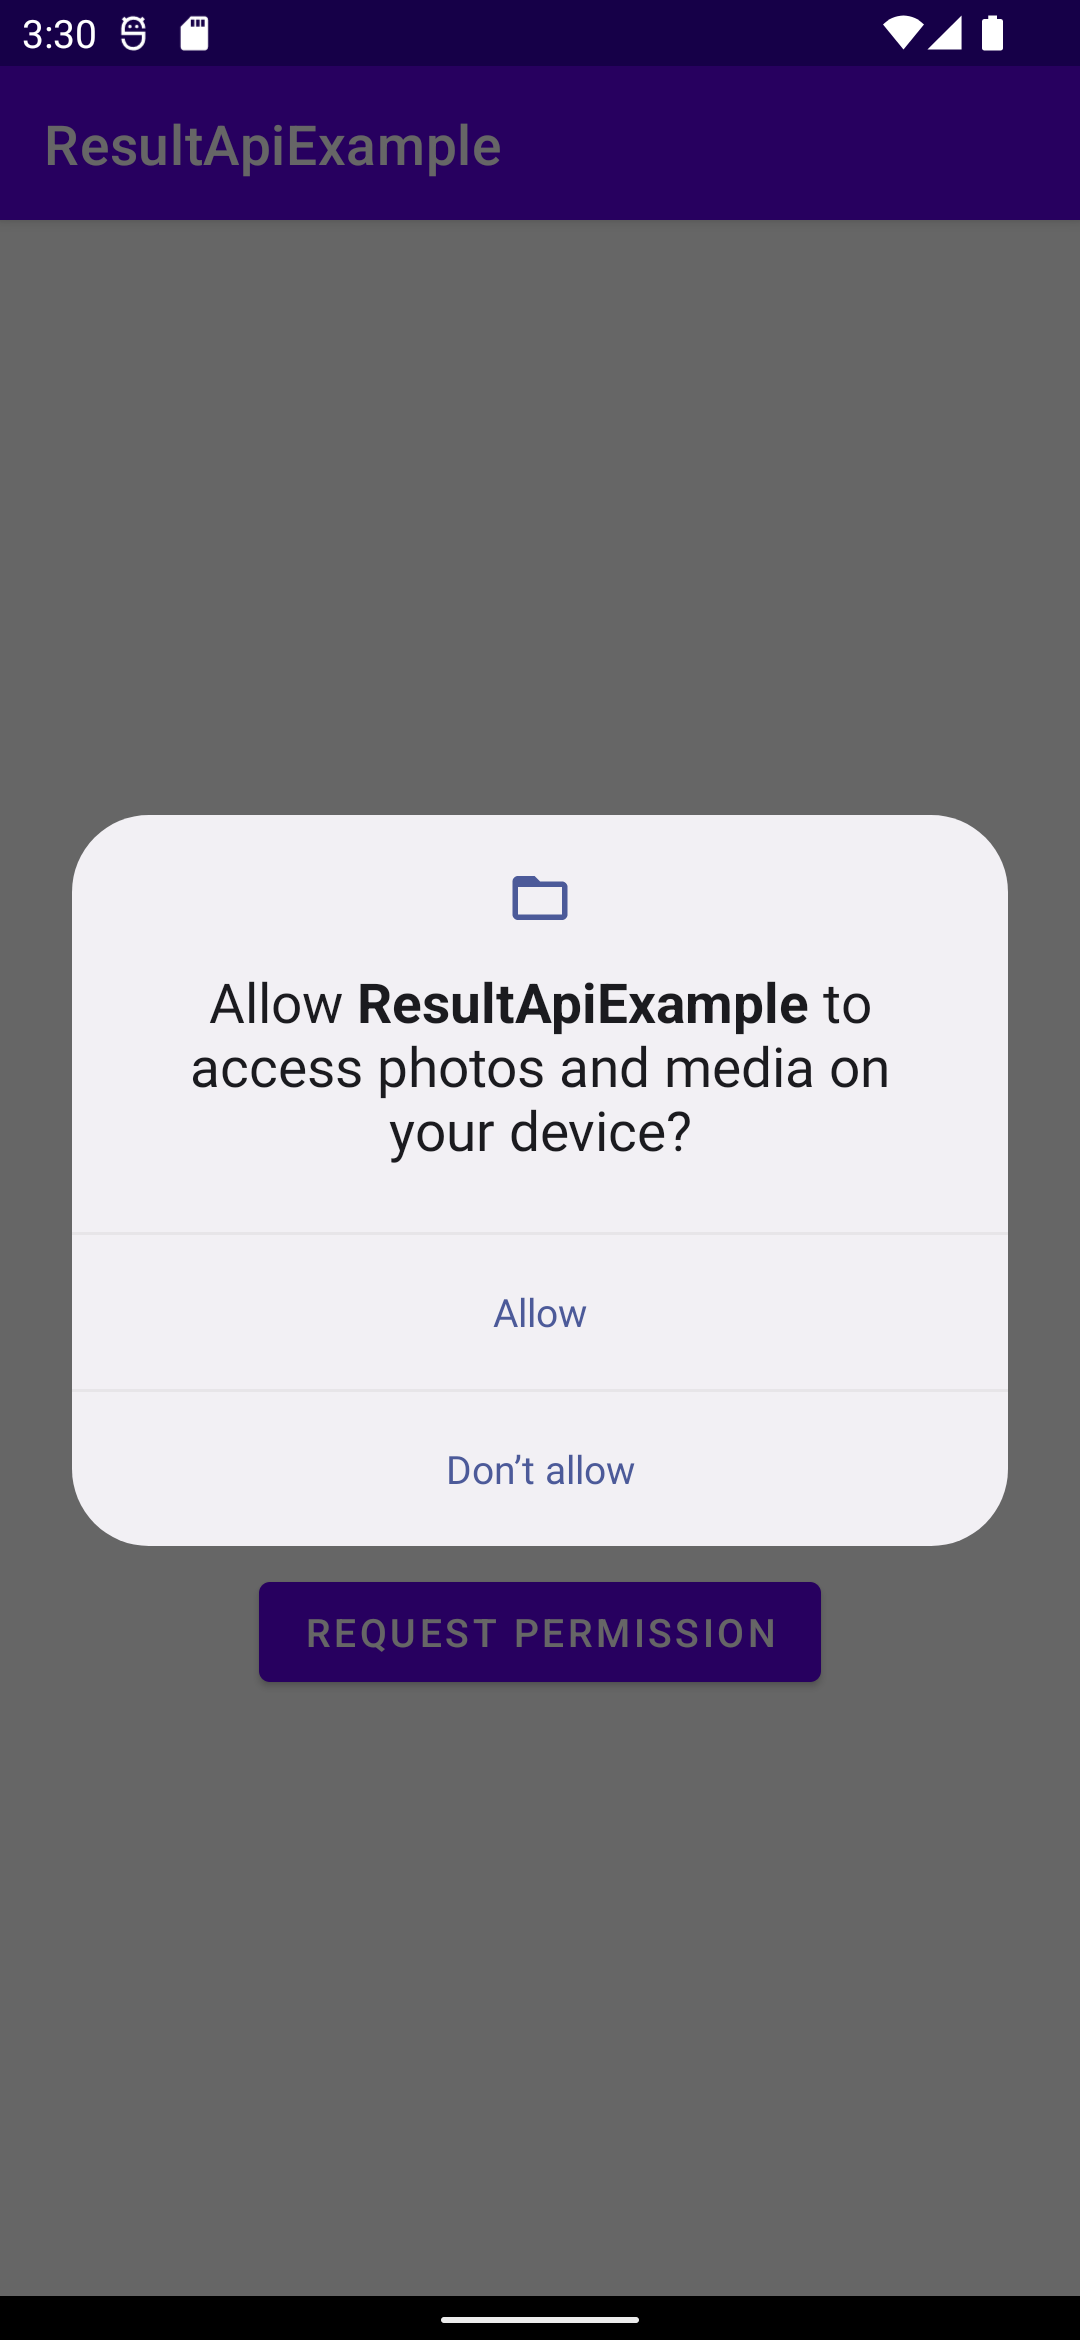 3:30
ResultApiExample
Allow ResultApiExample to
access photos and media on
your device?
Allow
Don’t allow
REQUEST PERMISSION